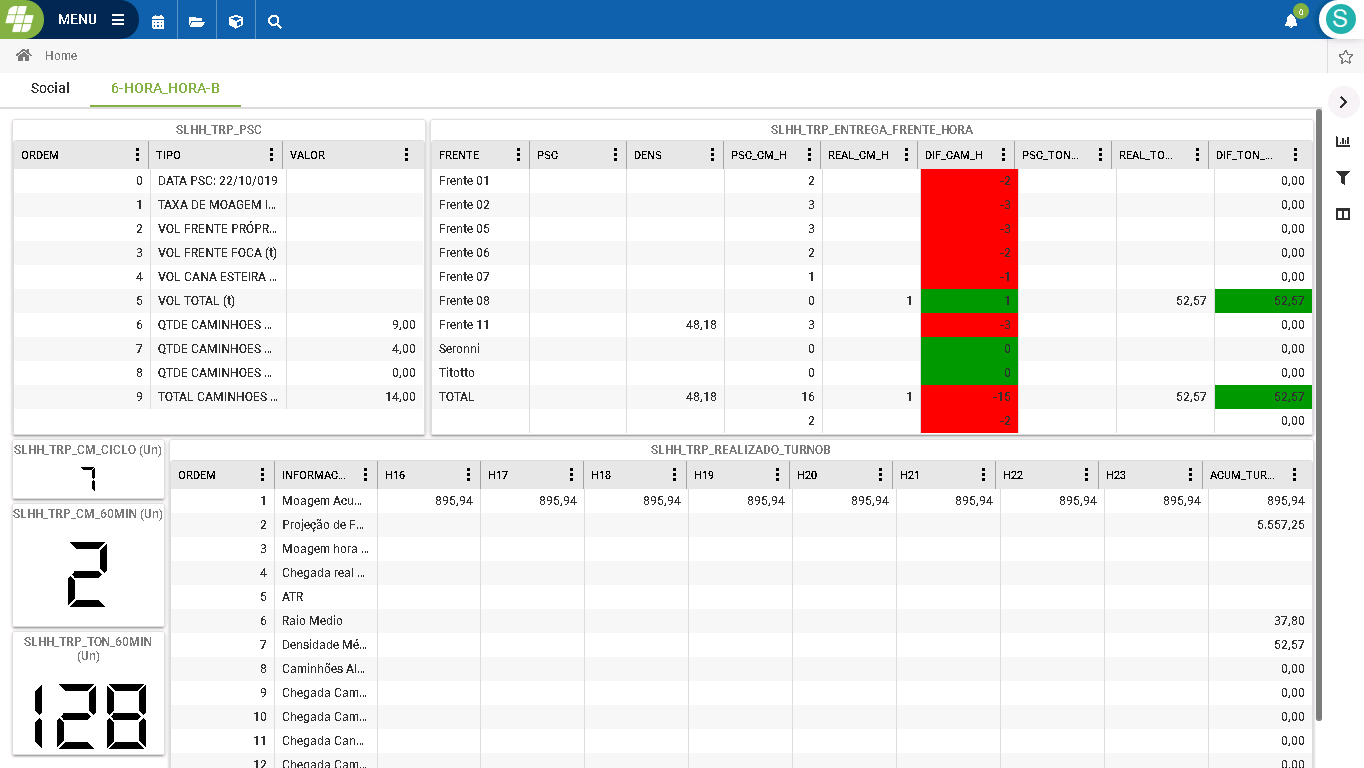 MENU
0
S
Home
Social 6-HORA_HORA-B
SLHH_TRP_PSC
ORDEM TIPO VALOR
0 DATA PSC: 22/10/019
1 TAXA DE MOAGEM I...
2 VOL FRENTE PRÓPR...
3 VOL FRENTE FOCA (t)
4 VOL CANA ESTEIRA ...
5 VOL TOTAL (t)
6 QTDE CAMINHOES ... 9,00
7 QTDE CAMINHOES ... 4,00
8 QTDE CAMINHOES ... 0,00
9 TOTAL CAMINHOES ... 14,00
SLHH_TRP_ENTREGA_FRENTE_HORA
FRENTE PSC DENS PSC_CM_H REAL_CM_H DIF_CAM_H PSC_TON... REAL_TO... DIF_TON_...
Frente 01 2 -2 0,00
Frente 02 3 -3 0,00
Frente 05 3 -3 0,00
Frente 06 2 -2 0,00
Frente 07 1 -1 0,00
Frente 08 0 1 1 52,57 52,57
Frente 11 48,18 3 -3 0,00
Seronni 0 0 0,00
Titotto 0 0 0,00
TOTAL 48,18 16 1 -15 52,57 52,57
2 -2 0,00
SLHH_TRP_CM_CICLO (Un)
7
SLHH_TRP_CM_60MIN (Un)
2
SLHH_TRP_TON_60MIN
(Un)
128
SLHH_TRP_REALIZADO_TURNOB
ORDEM INFORMAC... H16 H17 H18 H19 H20 H21 H22 H23 ACUM_TUR...
1 Moagem Acu... 895,94 895,94 895,94 895,94 895,94 895,94 895,94 895,94 895,94
2 Projeção de F... 5.557,25
3 Moagem hora ...
4 Chegada real ...
5 ATR
6 Raio Medio 37,80
7 Densidade Mé... 52,57
8 Caminhões Al... 0,00
9 Chegada Cam... 0,00
10 Chegada Cam... 0,00
11 Chegada Can... 0,00
12 Chegada Cam... 0,00